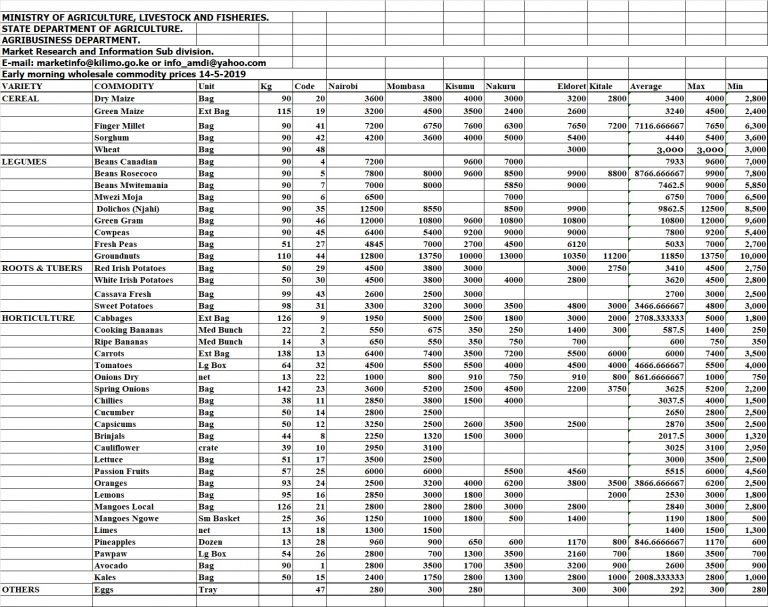 MINISTRY OF AGRICULTURE, LIVESTOCK AND FISHERIES.
STATE DEPARTMENT OF AGRICULTURE.
AGRIBUSINESS DEPARTMENT.
Market Research and Information Sub division.
E-mail: marketinfo@kilimo.go.ke or info_amdi@yahoo.com
Early morning wholesale commodity prices 14-5-2019
VARIETY COMMODITY Unit Kg Code Nairobi Mombasa Kisumu Nakuru Eldoret Kitale Average Max Min
CEREAL Dry Maize Bag 90 20 3600 3800 4000 3000 3200 2800 3400 4000 2,800
Green Maize Ext Bag 115 19 3200 4500 3500 2400 2600 3240 4500 2,400
Finger Millet Bag 90 41 7200 6750 7600 6300 7650 7200 7116.666667 7650 6,300
Sorghum Bag 90 42 4200 3600 4000 5000 5400 4440 5400 3,600
Wheat Bag 90 48 3000 3,000 3,000 3,000
LEGUMES Beans Canadian Bag 90 4 7200 9600 7000 7933 9600 7,000
Beans Rosecoco Bag 90 5 7800 8000 9600 8500 9900 8800 8766.666667 9900 7,800
Beans Mwitemania Bag 90 7 7000 8000 5850 9000 7462.5 9000 5,850
Mwezi Moja Bag 90 6 6500 7000 6750 7000 6,500
Dolichos (Njahi) Bag 90 35 12500 8550 8500 9900 9862.5 12500 8,500
Green Gram Bag 90 46 12000 10800 9600 10800 10800 10800 12000 9,600
Cowpeas Bag 90 45 6400 5400 9200 9000 9000 7800 9200 5,400
Fresh Peas Bag 51 27 4845 7000 2700 4500 6120 5033 7000 2,700
Groundnuts Bag 110 44 12800 13750 10000 13000 10350 11200 11850 13750 10,000
ROOTS & TUBERS Red Irish Potatoes Bag 50 29 4500 3800 3000 3000 2750 3410 4500 2,750
White Irish Potatoes Bag 50 30 4500 3800 3000 4000 2800 3620 4500 2,800
Cassava Fresh Bag 99 43 2600 2500 3000 2700 3000 2,500
Sweet Potatoes Bag 98 31 3300 3200 3000 3500 4800 3000 3466.666667 4800 3,000
HORTICULTURE Cabbages Ext Bag 126 9 1950 5000 2500 1800 3000 2000 2708.333333 5000 1,800
Cooking Bananas Med Bunch 22 2 550 675 350 250 1400 300 587.5 1400 250
Ripe Bananas Med Bunch 14 3 650 550 350 750 700 600 750 350
Carrots Ext Bag 138 13 6400 7400 3500 7200 5500 6000 6000 7400 3,500
Tomatoes Lg Box 64 32 4500 5500 5500 4000 4500 4000 4666.666667 5500 4,000
Onions Dry net 13 22 1000 800 910 750 910 800 861.6666667 1000 750
Spring Onions Bag 142 23 3600 5200 2500 4500 2200 3750 3625 5200 2,200
Chillies Bag 38 11 2850 3800 1500 4000 3037.5 4000 1,500
Cucumber Bag 50 14 2800 2500 2650 2800 2,500
Capsicums Bag 50 12 3250 2500 2600 3500 2500 2870 3500 2,500
Brinjals Bag 44 8 2250 1320 1500 3000 2017.5 3000 1,320
Cauliflower crate 39 10 2950 3100 3025 3100 2,950
Lettuce Bag 51 17 3500 2500 3000 3500 2,500
Passion Fruits Bag 57 25 6000 6000 5500 4560 5515 6000 4,560
Oranges Bag 93 24 2500 3200 4000 6200 3800 3500 3866.666667 6200 2,500
Lemons Bag 95 16 2850 3000 1800 3000 2000 2530 3000 1,800
Mangoes Local Bag 126 21 2800 2800 2800 3000 2800 2840 3000 2,800
Mangoes Ngowe Sm Basket 25 36 1250 1000 1800 500 1400 1190 1800 500
Limes net 13 18 1300 1500 1400 1500 1,300
Pineapples Dozen 13 28 960 900 650 600 1170 800 846.6666667 1170 600
Pawpaw Lg Box 54 26 2800 700 1300 3500 2160 700 1860 3500 700
Avocado Bag 90 1 2800 3500 1700 3500 3200 900 2600 3500 900
Kales Bag 50 15 2400 1750 2800 1300 2800 1000 2008.333333 2800 1,000
OTHERS Eggs Tray 47 280 300 280 300 300 292 300 280